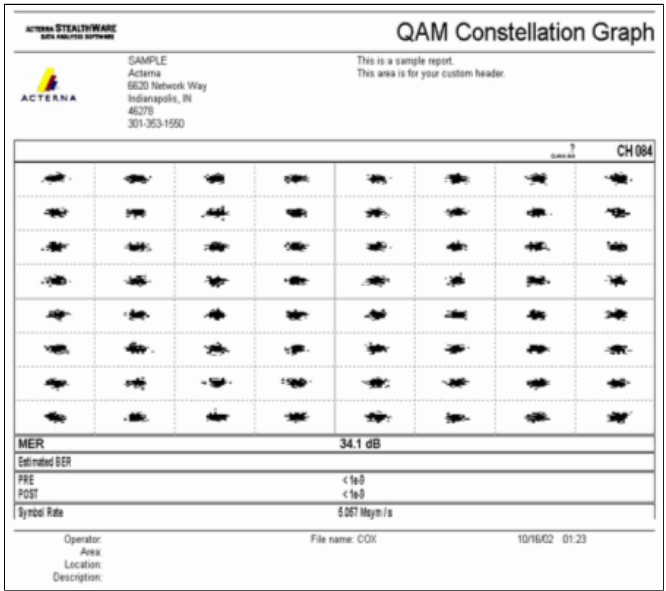 ACTERNA STEALTHWARE
DATA ANALYSIS SOFTWARE
QAM Constellation Graph
ACTERNA
SAMPLE
Acterna
6620 Network Way
Indianapolis, IN
46278
301-353-1550
This is a sample report.
This area is for your custom header.
?
CH 084
MER 34.1 dB
Estimated BER
PRE < 1e-9
POST < 1e-9
Symbol Rate 5.057 Msym / s
Operator:
Area:
Location:
Description:
File name: COX
10/16/02 01:23